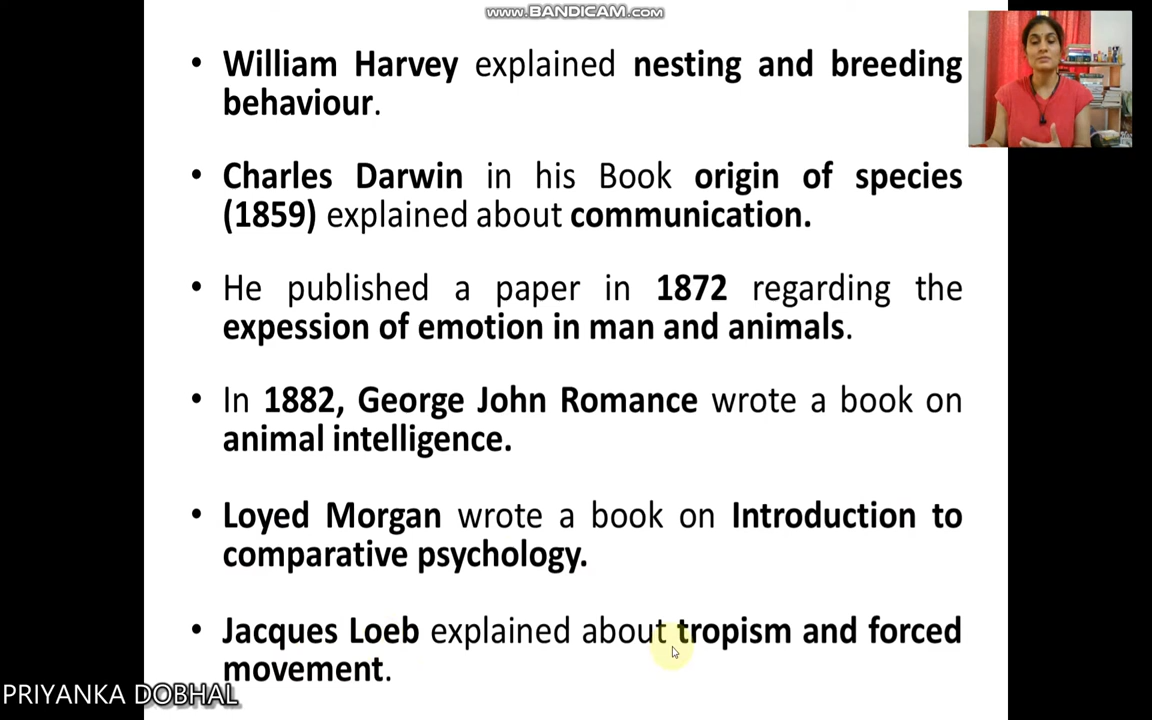 www.BANDICAM.com
• William Harvey explained nesting and breeding
behaviour.
• Charles Darwin in his Book origin of species
(1859) explained about communication.
• He published a paper in 1872 regarding the
expession of emotion in man and animals.
• In 1882, George John Romance wrote a book on
animal intelligence.
• Loyed Morgan wrote a book on Introduction to
comparative psychology.
• Jacques Loeb explained about tropism and forced
movement.
PRIYANKA DOBHAL